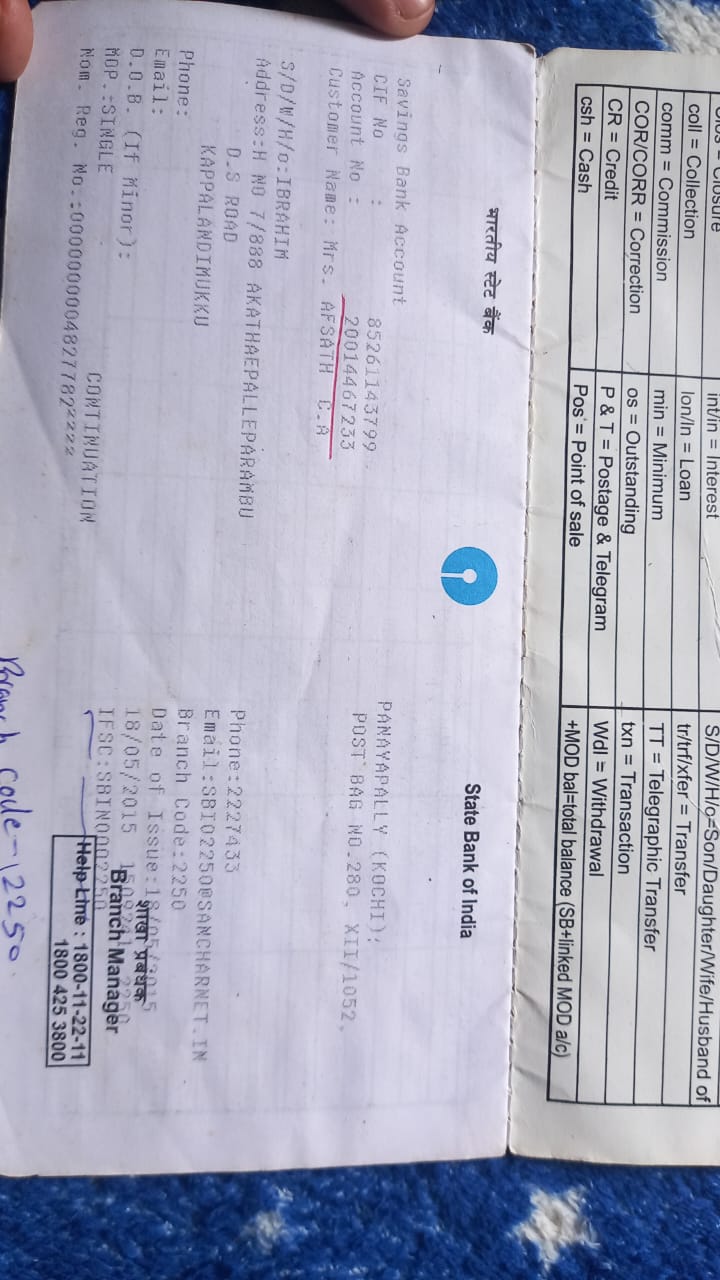 coll = Collection
comm = Commission
COR/CORR = Correction
CR = Credit
csh = Cash
int/in = Interest
lon/ln = Loan
min = Minimum
os = Outstanding
P & T = Postage & Telegram
Pos = Point of sale
S/D/W/H/o=Son/Daughter/Wife/Husband of
tr/trf/xfer = Transfer
TT = Telegraphic Transfer
txn = Transaction
Wdl = Withdrawal
+MOD bal=total balance (SB+linked MOD a/c)
भारतीय स्टेट बैंक
State Bank of India
Savings Bank Account
CIF No : 85261143799
Account No : 20014467233
Customer Name: Mrs. AFSATH C.A
S/D/W/H/o:IBRAHIM
Address:H NO 7/888 AKATHAEPALLEPARAMBU
D.S ROAD
KAPPALANDIMUKKU
Phone:
Email:
D.O.B. (If Minor):
MOP.:SINGLE
CONTINUATION
PANAYAPALLY (KOCHI),
POST BAG NO.280, XII/1052,
Phone:2227433
Email:SBI02250@SANCHARNET.IN
Branch Code:2250
Date of Issue:18/05/2015
18/05/2015
IFSC:SBIN0002250
शाखा प्रबंधक
Branch Manager
Help Line : 1800-11-22-11
1800 425 3800
Branch Code - 12250.